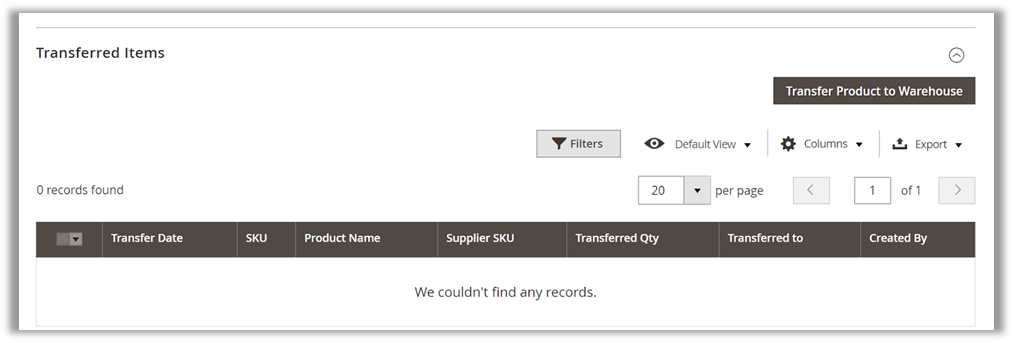 Transferred Items
Transfer Product to Warehouse
Filters Default View Columns Export
0 records found 20 per page 1 of 1
Transfer Date SKU Product Name Supplier SKU Transferred Qty Transferred to Created By
We couldn't find any records.